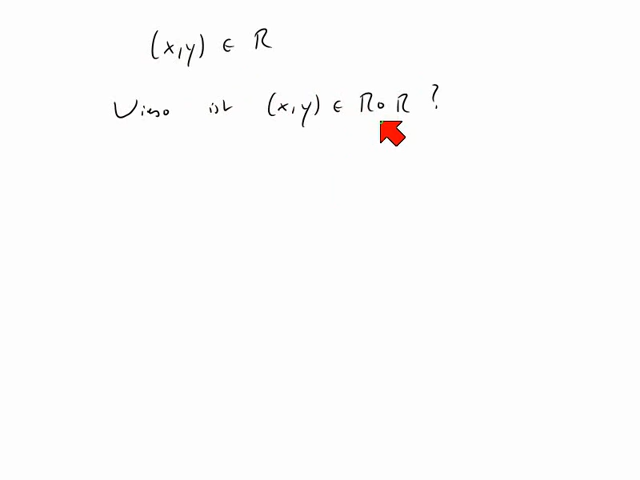 (x,y) ∈ R
Wieso ist (x,y) ∈ R∘R ?